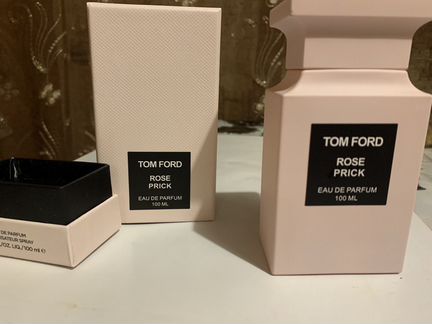 TOM FORD
ROSE
PRICK
EAU DE PARFUM
100 ML
TOM FORD
ROSE
PRICK
EAU DE PARFUM
100 ML
DE PARFUM
ISATEUR SPRAY
/OZ. LIQ./100 ml ℮